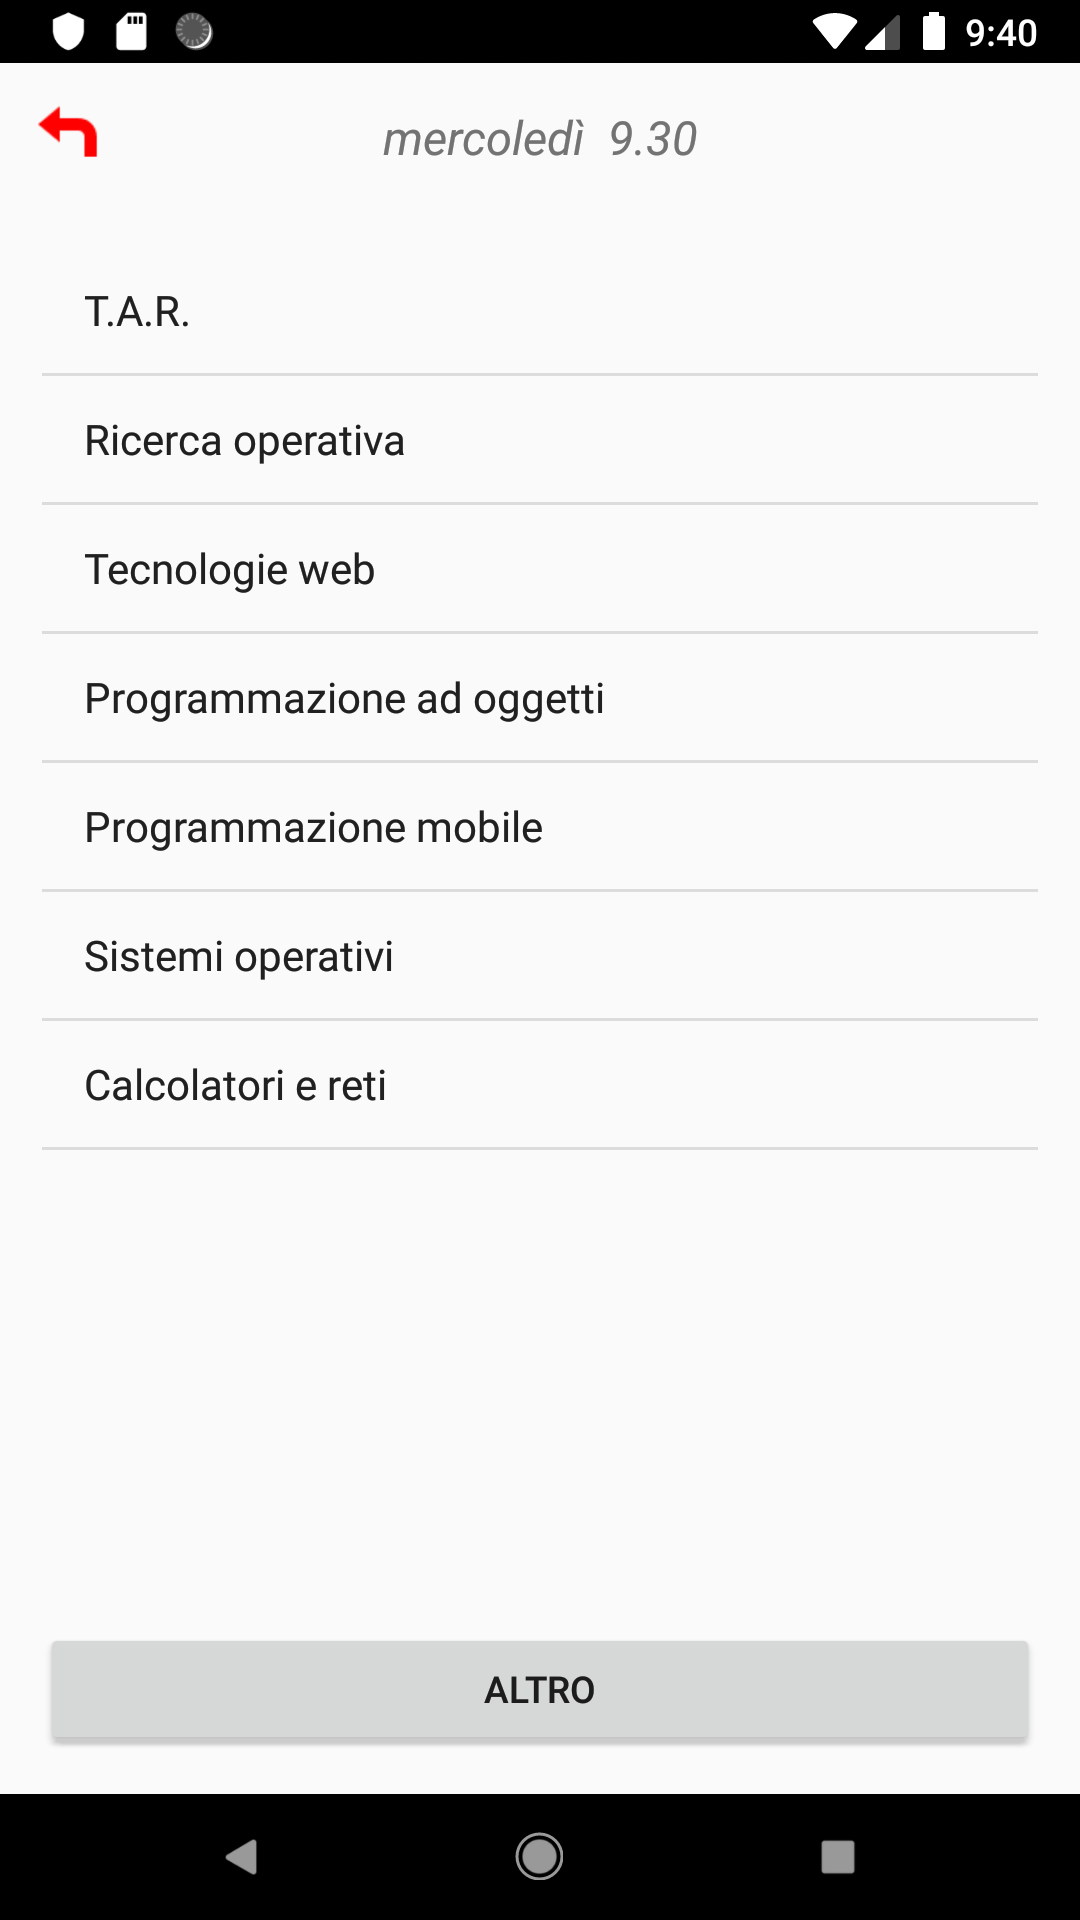 9:40
mercoledì 9.30
T.A.R.
Ricerca operativa
Tecnologie web
Programmazione ad oggetti
Programmazione mobile
Sistemi operativi
Calcolatori e reti
ALTRO